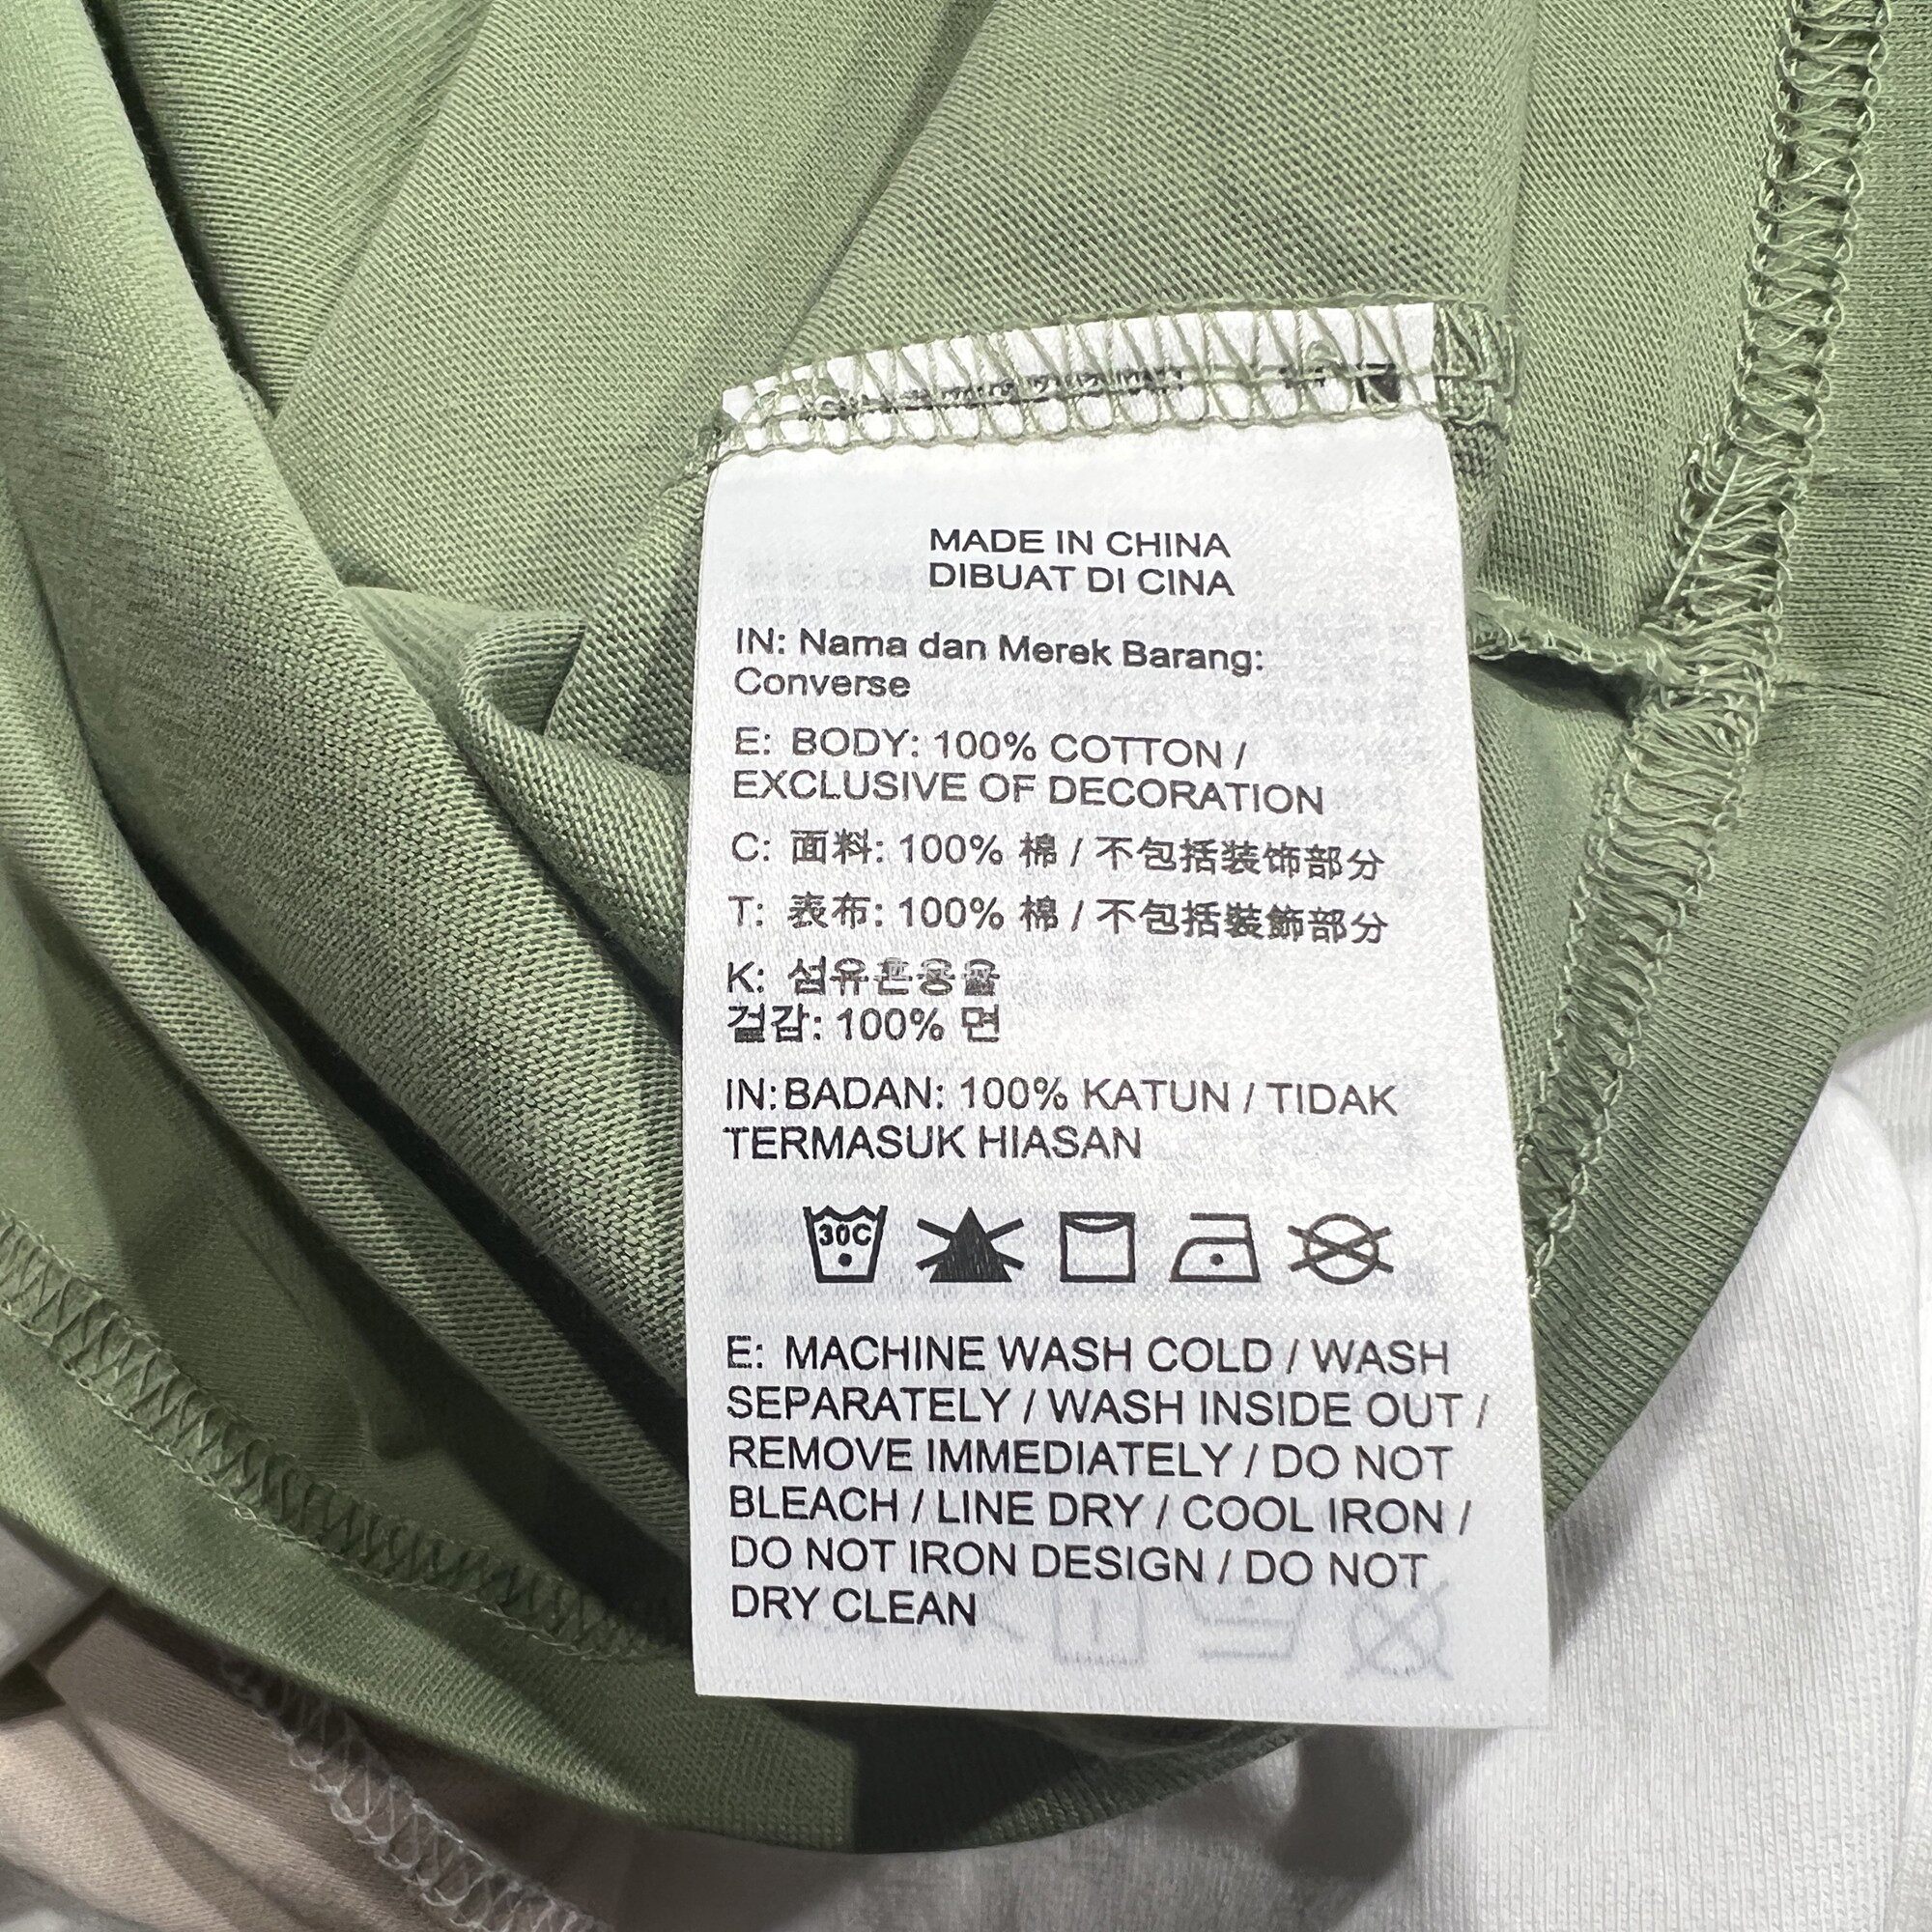 MADE IN CHINA
DIBUAT DI CINA
IN: Nama dan Merek Barang:
Converse
E: BODY: 100% COTTON /
EXCLUSIVE OF DECORATION
C: 面料: 100% 棉 / 不包括装饰部分
T: 表布: 100% 棉 / 不包括裝飾部分
K: 섬유혼용율
겉감: 100% 면
IN:BADAN: 100% KATUN / TIDAK
TERMASUK HIASAN
30C
E: MACHINE WASH COLD / WASH
SEPARATELY / WASH INSIDE OUT /
REMOVE IMMEDIATELY / DO NOT
BLEACH / LINE DRY / COOL IRON /
DO NOT IRON DESIGN / DO NOT
DRY CLEAN